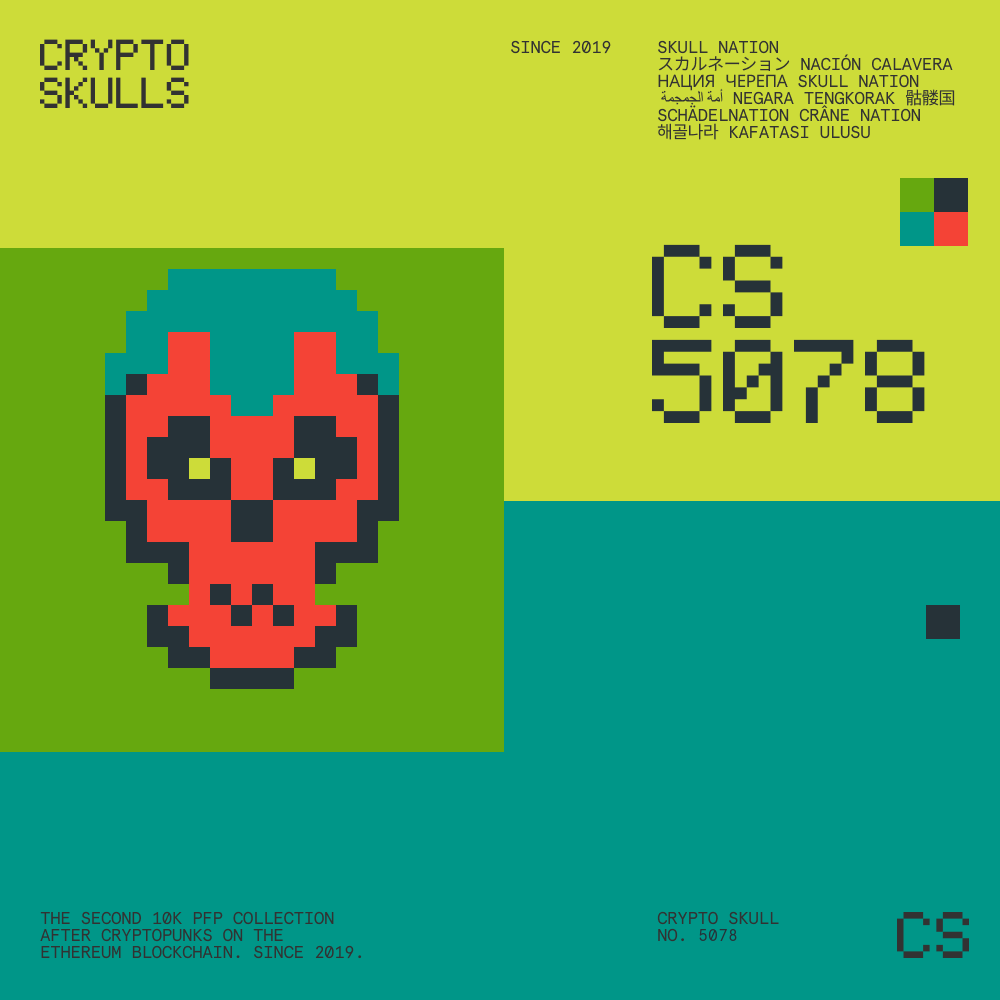 CRYPTO
SKULLS
SINCE 2019
SKULL NATION
スカルネーション NACIÓN CALAVERA
НАЦИЯ ЧЕРЕПА SKULL NATION
أمة الجمجمة NEGARA TENGKORAK 骷髅国
SCHÄDELNATION CRÂNE NATION
해골나라 KAFATASI ULUSU
CS
5078
THE SECOND 10K PFP COLLECTION
AFTER CRYPTOPUNKS ON THE
ETHEREUM BLOCKCHAIN. SINCE 2019.
CRYPTO SKULL
NO. 5078
CS